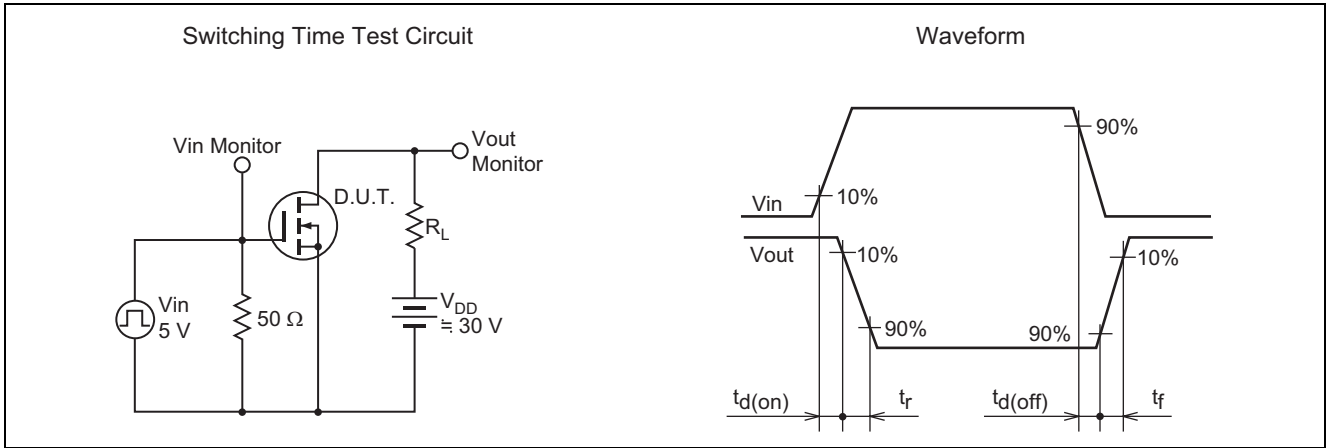 Switching Time Test Circuit
Vin Monitor
Vout
Monitor
D.U.T.
RL
Vin
5 V
50 Ω
VDD
≒ 30 V
Waveform
90%
10%
Vin
Vout
10%
10%
90%
90%
td(on)
tr
td(off)
tf